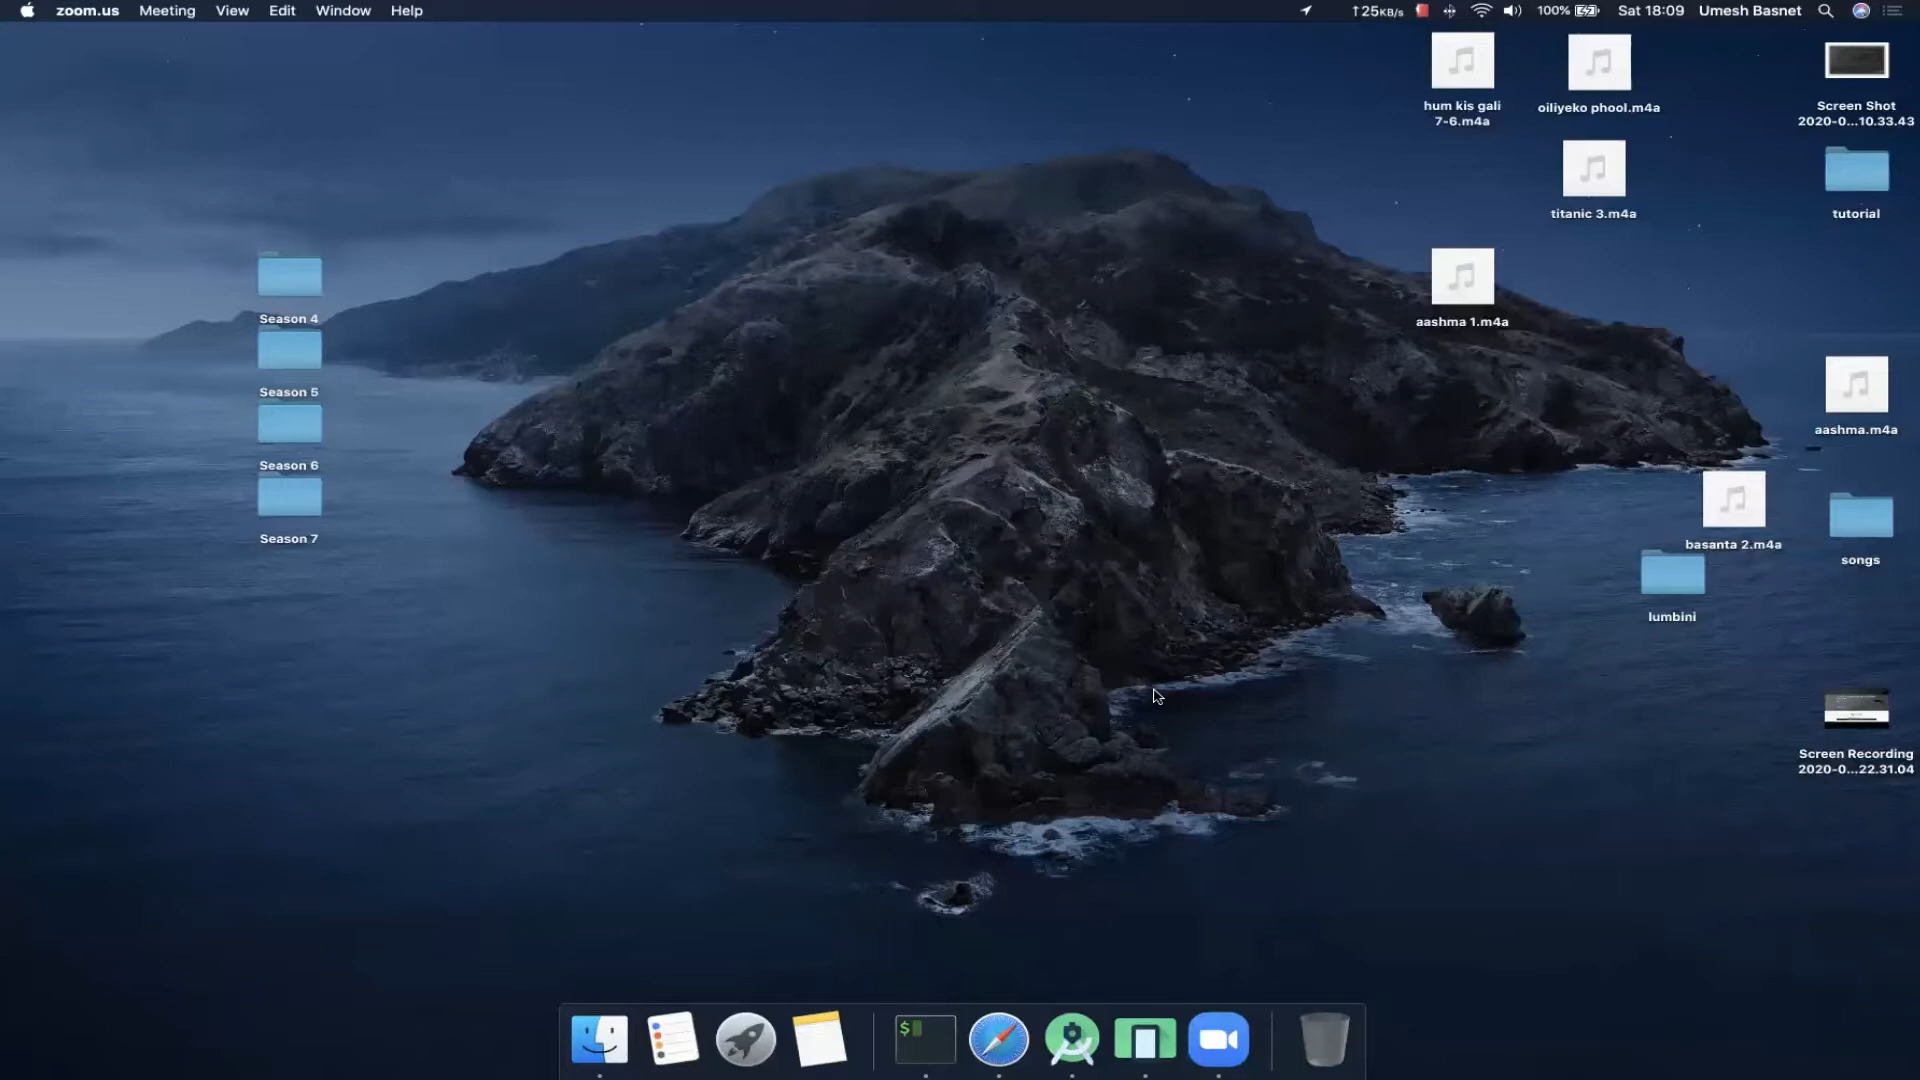 zoom.us Meeting View Edit Window Help
↑25KB/s 100% Sat 18:09 Umesh Basnet
hum kis gali
7-6.m4a
oiliyeko phool.m4a
Screen Shot
2020-0...10.33.43
titanic 3.m4a
tutorial
Season 4
aashma 1.m4a
Season 5
aashma.m4a
Season 6
Season 7
basanta 2.m4a
songs
lumbini
Screen Recording
2020-0...22.31.04
$